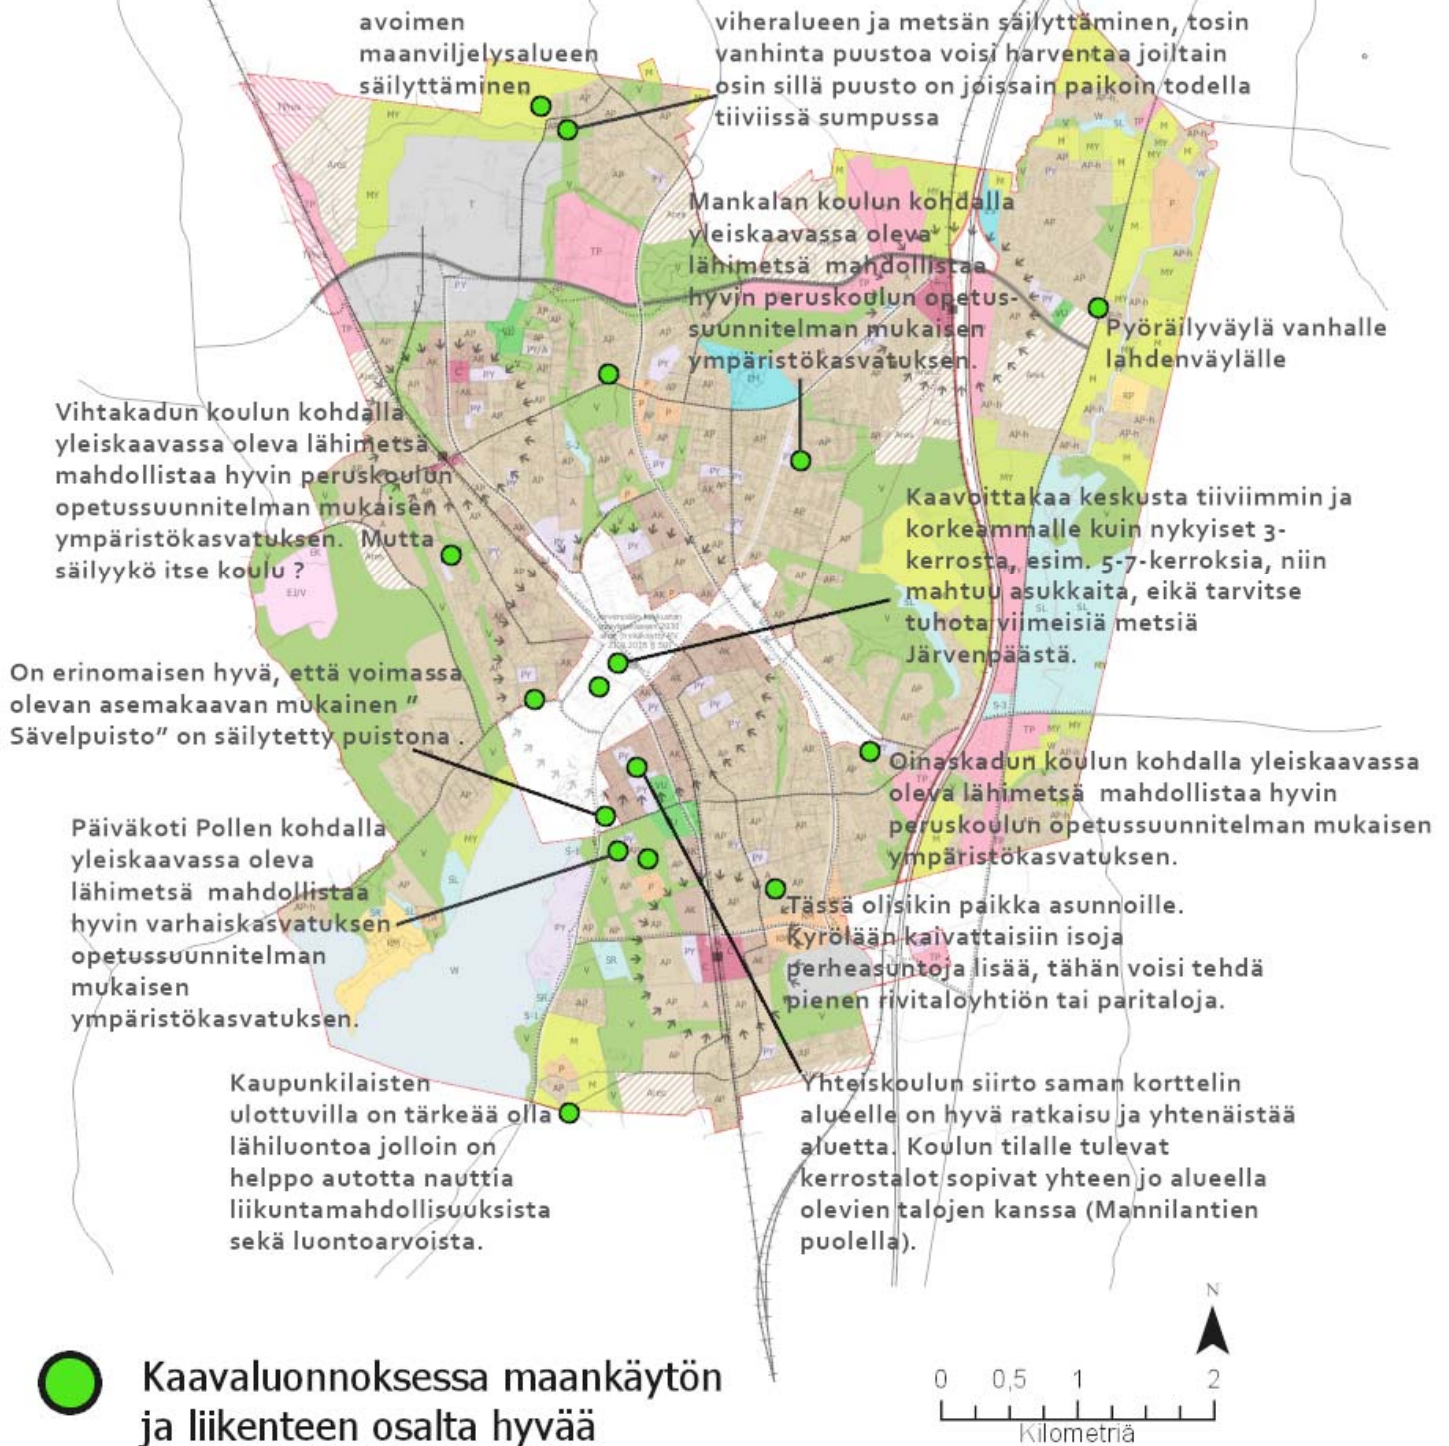 avoimen
maanviljelysalueen
säilyttäminen
viheralueen ja metsän säilyttäminen, tosin
vanhinta puustoa voisi harventaa joiltain
osin sillä puusto on joissain paikoin todella
tiiviissä sumpussa
Mankalan koulun kohdalla
yleiskaavassa oleva
lähimetsä mahdollistaa
hyvin peruskoulun opetus-
suunnitelman mukaisen
ympäristökasvatuksen.
Pyöräilyväylä vanhalle
lahdenväylälle
Vihtakadun koulun kohdalla
yleiskaavassa oleva lähimetsä
mahdollistaa hyvin peruskoulun
opetussuunnitelman mukaisen
ympäristökasvatuksen. Mutta
säilyykö itse koulu ?
Kaavoittakaa keskusta tiiviimmin ja
korkeammalle kuin nykyiset 3-
kerrosta, esim. 5-7-kerroksia, niin
mahtuu asukkaita, eikä tarvitse
tuhota viimeisiä metsiä
Järvenpäästä.
On erinomaisen hyvä, että voimassa
olevan asemakaavan mukainen "
Sävelpuisto" on säilytetty puistona .
Oinaskadun koulun kohdalla yleiskaavassa
oleva lähimetsä mahdollistaa hyvin
peruskoulun opetussuunnitelman mukaisen
ympäristökasvatuksen.
Päiväkoti Pollen kohdalla
yleiskaavassa oleva
lähimetsä mahdollistaa
hyvin varhaiskasvatuksen
opetussuunnitelman
mukaisen
ympäristökasvatuksen.
Tässä olisikin paikka asunnoille.
Kyrölään kaivattaisiin isoja
perheasuntoja lisää, tähän voisi tehdä
pienen rivitaloyhtiön tai paritaloja.
Kaupunkilaisten
ulottuvilla on tärkeää olla
lähiluontoa jolloin on
helppo autotta nauttia
liikuntamahdollisuuksista
sekä luontoarvoista.
Yhteiskoulun siirto saman korttelin
alueelle on hyvä ratkaisu ja yhtenäistää
aluetta. Koulun tilalle tulevat
kerrostalot sopivat yhteen jo alueella
olevien talojen kanssa (Mannilantien
puolella).
N
Kaavaluonnoksessa maankäytön
ja liikenteen osalta hyvää
0 0,5 1 2
Kilometriä